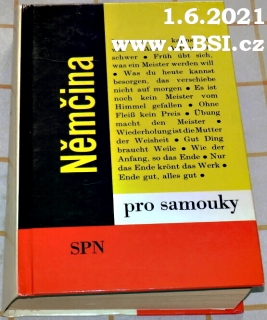 1.6.2021
www.ABSI.cz
schwer • Früh übt sich,
was ein Meister werden will
• Was du heute kannst
besorgen, das verschiebe
nicht auf morgen • Es ist
noch kein Meister vom
Himmel gefallen • Ohne
Fleiß kein Preis • Übung
macht den Meister •
Wiederholung ist die Mutter
der Weisheit • Gut Ding
braucht Weile • Wie der
Anfang, so das Ende • Nur
das Ende krönt das Werk •
Ende gut, alles gut •
Němčina
pro samouky
SPN